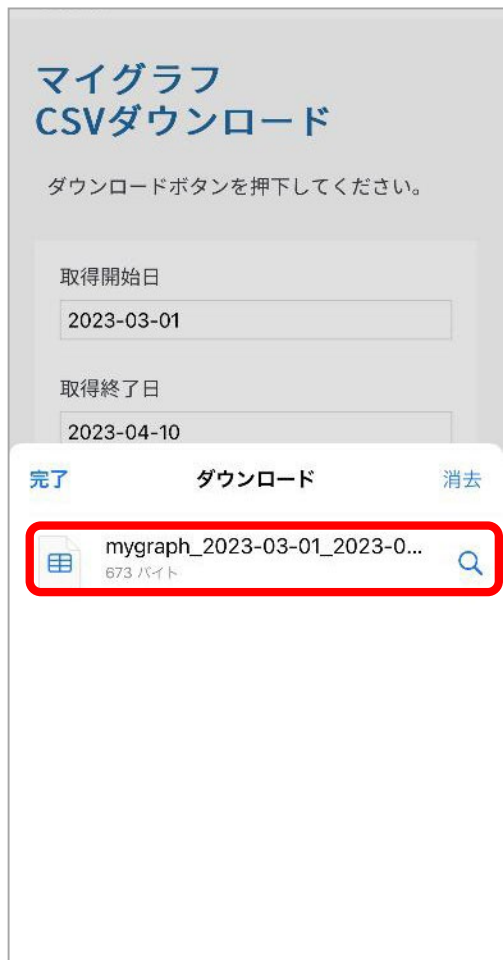 マイグラフ
CSVダウンロード
ダウンロードボタンを押下してください。
取得開始日
2023-03-01
取得終了日
2023-04-10
完了 ダウンロード 消去
mygraph_2023-03-01_2023-0...
673 バイト